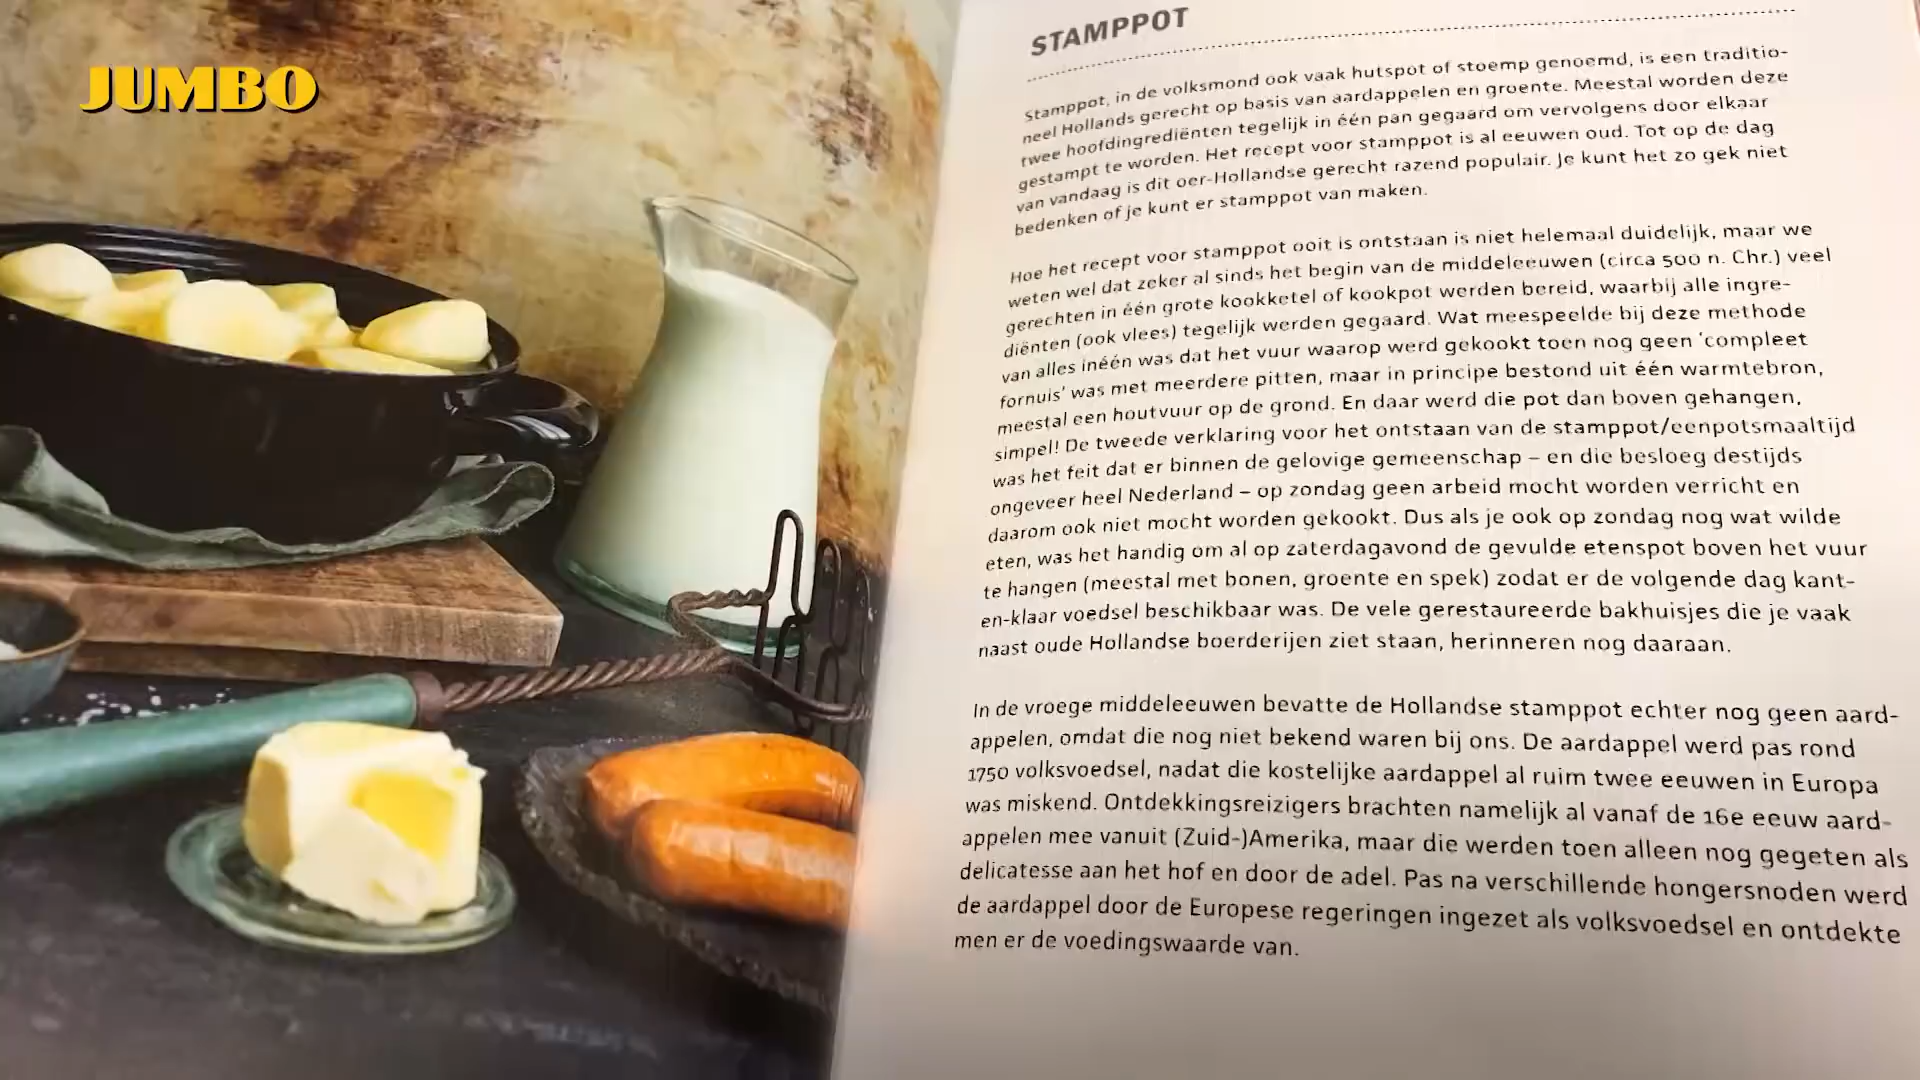 JUMBO
STAMPPOT
Stamppot, in de volksmond ook vaak hutspot of stoemp genoemd, is een traditio-
neel Hollands gerecht op basis van aardappelen en groente. Meestal worden deze
twee hoofdingrediënten tegelijk in één pan gegaard om vervolgens door elkaar
gestampt te worden. Het recept voor stamppot is al eeuwen oud. Tot op de dag
van vandaag is dit oer-Hollandse gerecht razend populair. Je kunt het zo gek niet
bedenken of je kunt er stamppot van maken.
Hoe het recept voor stamppot ooit is ontstaan is niet helemaal duidelijk, maar we
weten wel dat zeker al sinds het begin van de middeleeuwen (circa 500 n. Chr.) veel
gerechten in één grote kookketel of kookpot werden bereid, waarbij alle ingre-
diënten (ook vlees) tegelijk werden gegaard. Wat meespeelde bij deze methode
van alles inéén was dat het vuur waarop werd gekookt toen nog geen ‘compleet
fornuis’ was met meerdere pitten, maar in principe bestond uit één warmtebron,
meestal een houtvuur op de grond. En daar werd die pot dan boven gehangen,
simpel! De tweede verklaring voor het ontstaan van de stamppot/eenpotsmaaltijd
was het feit dat er binnen de gelovige gemeenschap – en die besloeg destijds
ongeveer heel Nederland – op zondag geen arbeid mocht worden verricht en
daarom ook niet mocht worden gekookt. Dus als je ook op zondag nog wat wilde
eten, was het handig om al op zaterdagavond de gevulde etenspot boven het vuur
te hangen (meestal met bonen, groente en spek) zodat er de volgende dag kant-
en-klaar voedsel beschikbaar was. De vele gerestaureerde bakhuisjes die je vaak
naast oude Hollandse boerderijen ziet staan, herinneren nog daaraan.
In de vroege middeleeuwen bevatte de Hollandse stamppot echter nog geen aard-
appelen, omdat die nog niet bekend waren bij ons. De aardappel werd pas rond
1750 volksvoedsel, nadat die kostelijke aardappel al ruim twee eeuwen in Europa
was miskend. Ontdekkingsreizigers brachten namelijk al vanaf de 16e eeuw aard-
appelen mee vanuit (Zuid-)Amerika, maar die werden toen alleen nog gegeten als
delicatesse aan het hof en door de adel. Pas na verschillende hongersnoden werd
de aardappel door de Europese regeringen ingezet als volksvoedsel en ontdekte
men er de voedingswaarde van.